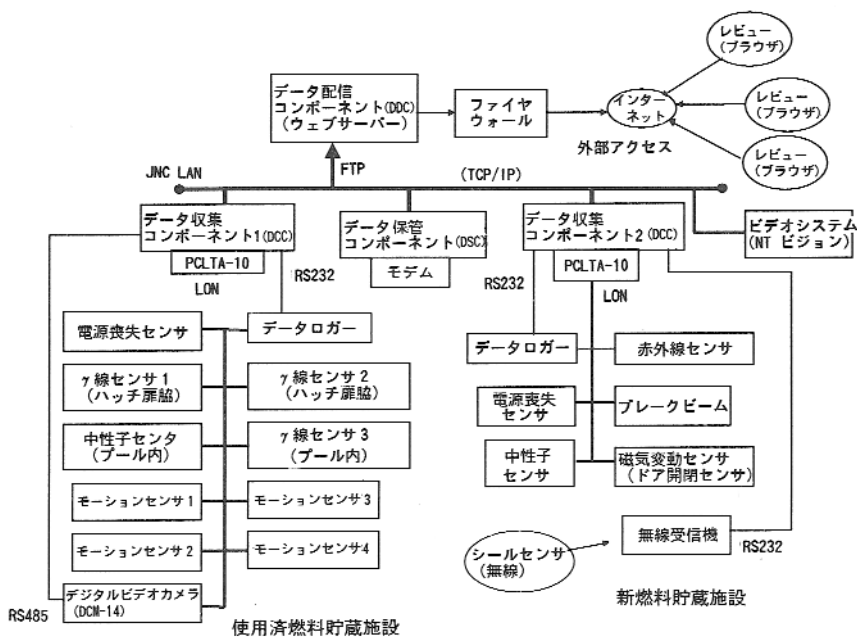 レビュー
(ブラウザ)
データ配信
コンポーネント(DDC)
(ウェブサーバー)
ファイヤ
ウォール
インター
ネット
レビュー
(ブラウザ)
外部アクセス
レビュー
(ブラウザ)
JNC LAN
FTP
(TCP/IP)
データ収集
コンポーネント1(DCC)
データ保管
コンポーネント(DSC)
データ収集
コンポーネント2(DCC)
ビデオシステム
(NT ビジョン)
PCLTA-10
モデム
PCLTA-10
LON
RS232
RS232
LON
電源喪失センサ
データロガー
データロガー
赤外線センサ
γ線センサ1
(ハッチ扉脇)
γ線センサ2
(ハッチ扉脇)
電源喪失
センサ
ブレークビーム
中性子センタ
(プール内)
γ線センサ3
(プール内)
中性子
センサ
磁気変動センサ
(ドア開閉センサ)
モーションセンサ1
モーションセンサ3
モーションセンサ2
モーションセンサ4
シールセンサ
(無線)
無線受信機
RS232
RS485
デジタルビデオカメラ
(DCM-14)
使用済燃料貯蔵施設
新燃料貯蔵施設